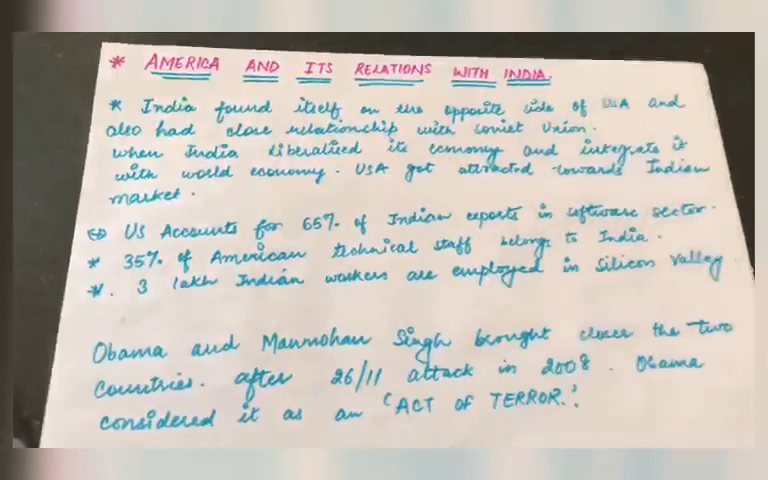 * AMERICA AND ITS RELATIONS WITH INDIA.
* India found itself on the opposite side of USA and
also had close relationship with soviet Union.
when India liberalised its economy and integrate it
with world economy. USA got attracted towards Indian
market.
⇔ US Accounts for 65% of Indian exports in software sector.
* 35% of American technical staff belongs to India.
* . 3 lakh Indian workers are employed in Silicon Valley
Obama and Manmohan Singh brought closer the two
countries. after 26/11 attack in 2008. Obama
considered it as an 'ACT OF TERROR.'.